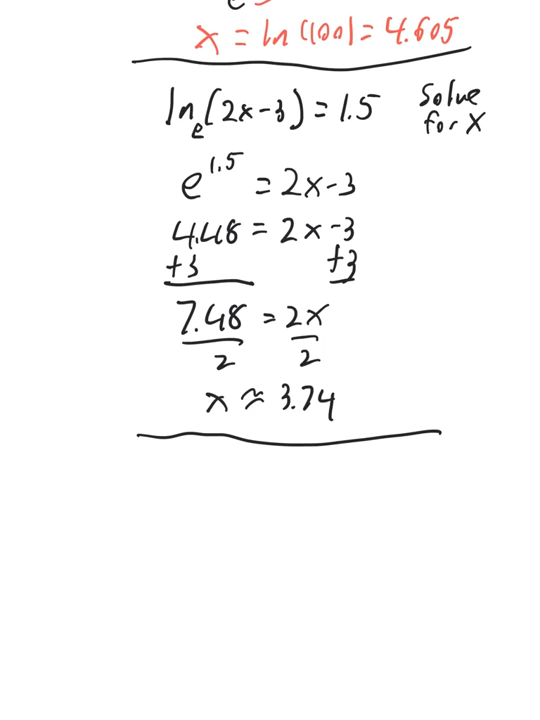 e
x = ln(100) = 4.605
lnₑ(2x-3) = 1.5 Solve for X
e^1.5 = 2x-3
4.48 = 2x-3
+3 +3
7.48 = 2x
2 2
x ≈ 3.74